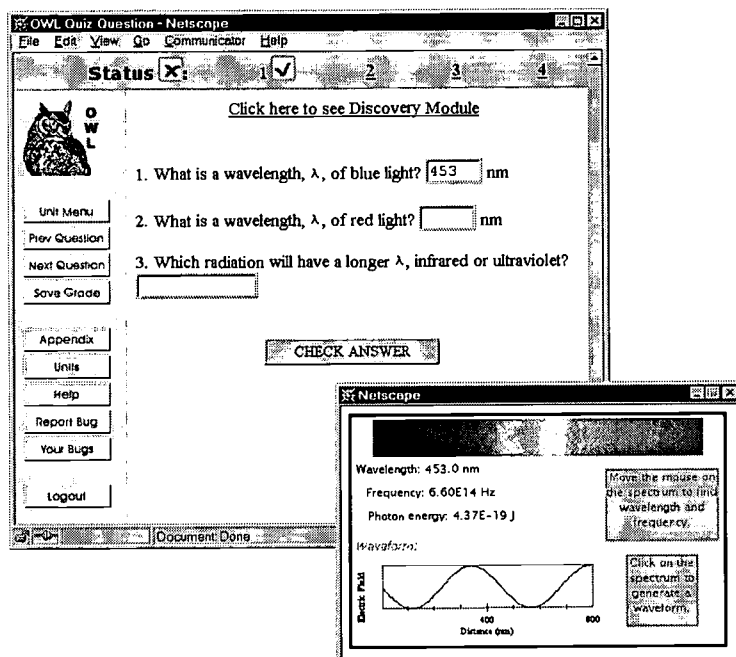 OWL Quiz Question - Netscape
File Edit View Go Communicator Help
Status X: 1 2 3 4
O
W
L
Click here to see Discovery Module
1. What is a wavelength, λ, of blue light? 453 nm
2. What is a wavelength, λ, of red light? nm
3. Which radiation will have a longer λ, infrared or ultraviolet?
Unit Menu
Prev Question
Next Question
Save Grade
Appendix
Units
Help
Report Bug
Your Bugs
Logout
CHECK ANSWER
Document: Done
Netscape
Wavelength: 453.0 nm
Frequency: 6.60E14 Hz
Photon energy: 4.37E-19 J
Move the mouse on
the spectrum to find
wavelength and
frequency.
Waveform:
Click on the
spectrum to
generate a
waveform.
Electric Field
400 800
Distance (nm)